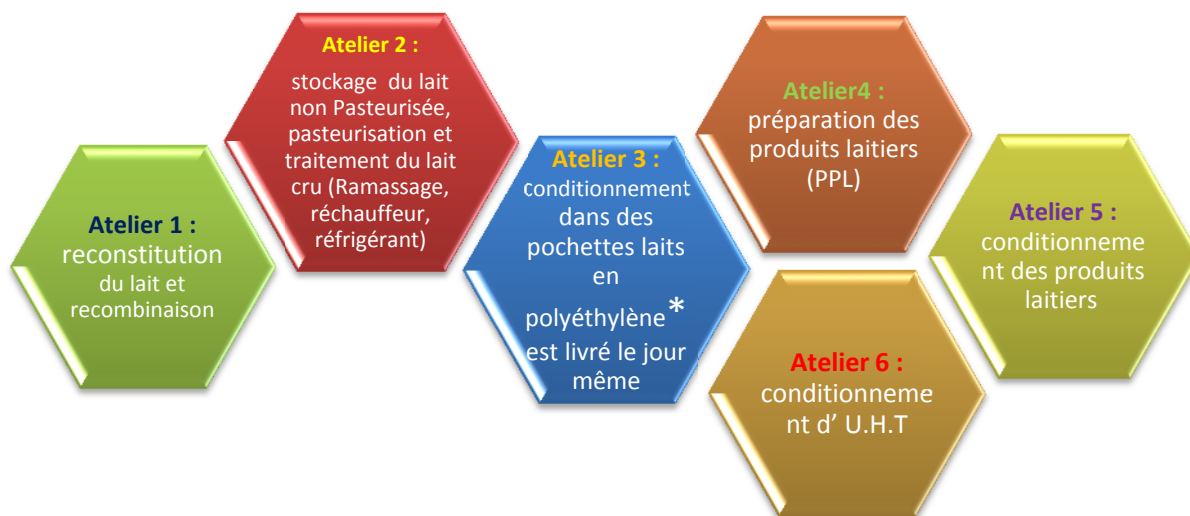 Atelier 1 :
reconstitution
du lait et
recombinaison
Atelier 2 :
stockage du lait
non Pasteurisée,
pasteurisation et
traitement du lait
cru (Ramassage,
réchauffeur,
réfrigérant)
Atelier 3 :
conditionnement
dans des
pochettes laits
en
polyéthylène*
est livré le jour
même
Atelier4 :
préparation des
produits laitiers
(PPL)
Atelier 5 :
conditionneme
nt des produits
laitiers
Atelier 6 :
conditionneme
nt d’ U.H.T